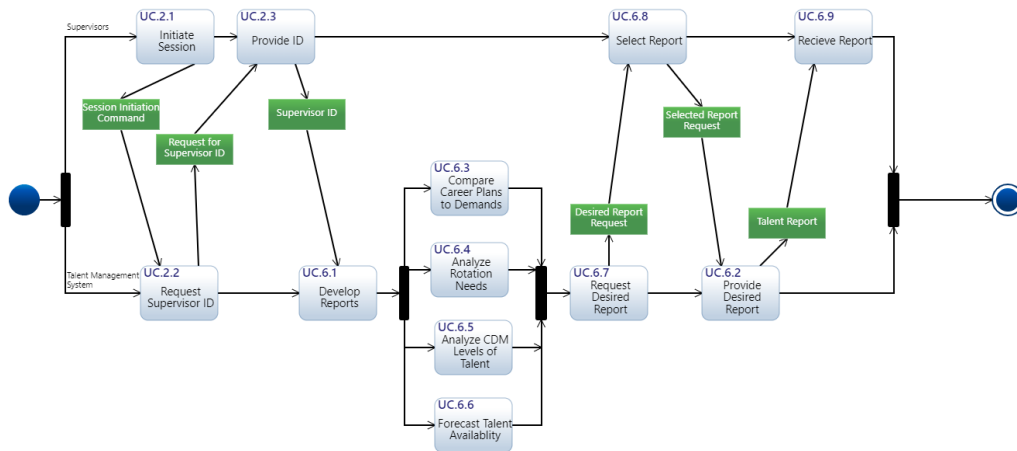 Supervisors
UC.2.1
Initiate
Session
UC.2.3
Provide ID
UC.6.8
Select Report
UC.6.9
Recieve Report
Session Initiation
Command
Request for
Supervisor ID
Supervisor ID
Selected Report
Request
Desired Report
Request
Talent Report
UC.6.3
Compare
Career Plans
to Demands
UC.6.4
Analyze
Rotation
Needs
UC.6.5
Analyze CDM
Levels of
Talent
UC.6.6
Forecast Talent
Availablity
Talent Management
System
UC.2.2
Request
Supervisor ID
UC.6.1
Develop
Reports
UC.6.7
Request
Desired
Report
UC.6.2
Provide
Desired
Report